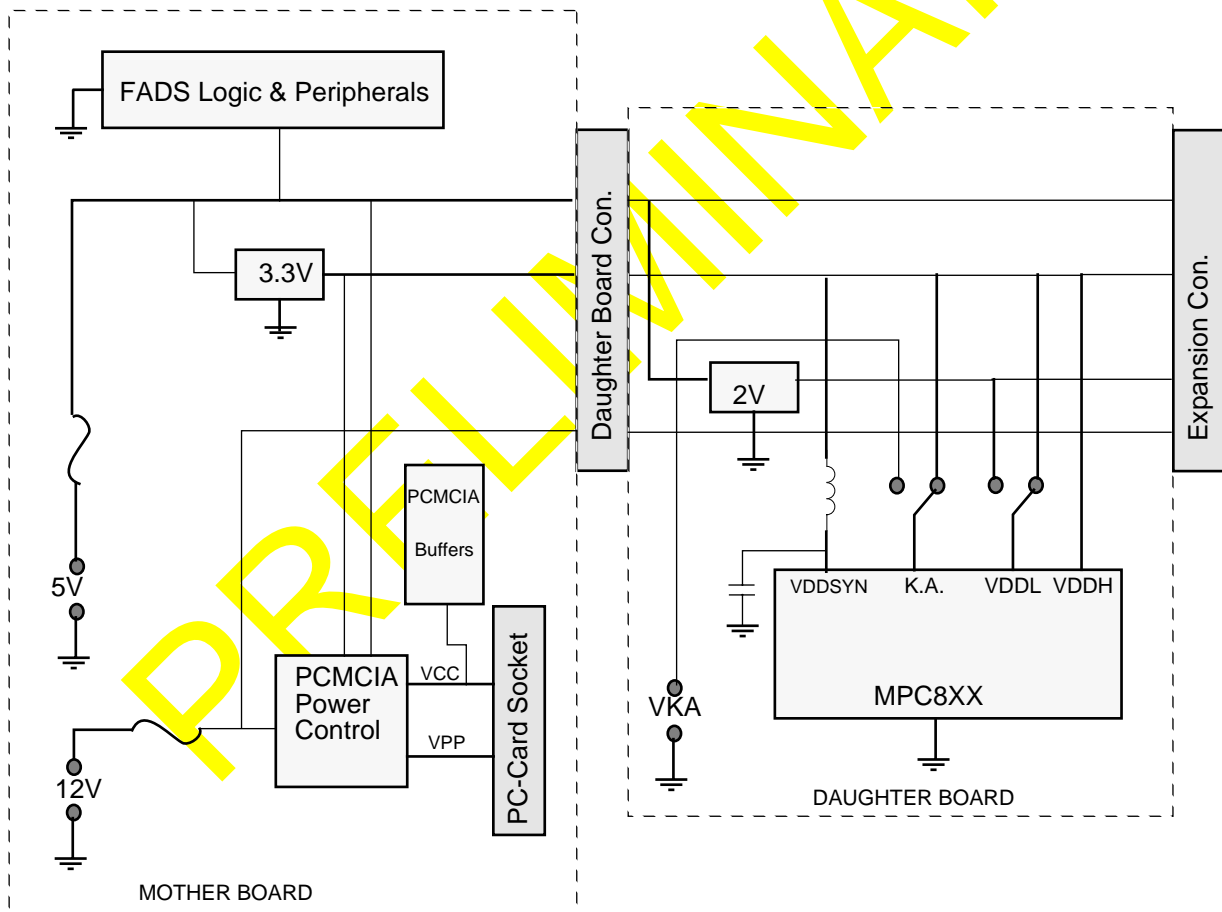 FADS Logic & Peripherals
3.3V
Daughter Board Con.
Expansion Con.
2V
PCMCIA
Buffers
5V
VDDSYN
K.A.
VDDL
VDDH
PCMCIA
Power
Control
VCC
VPP
PC-Card Socket
VKA
MPC8XX
12V
DAUGHTER BOARD
MOTHER BOARD